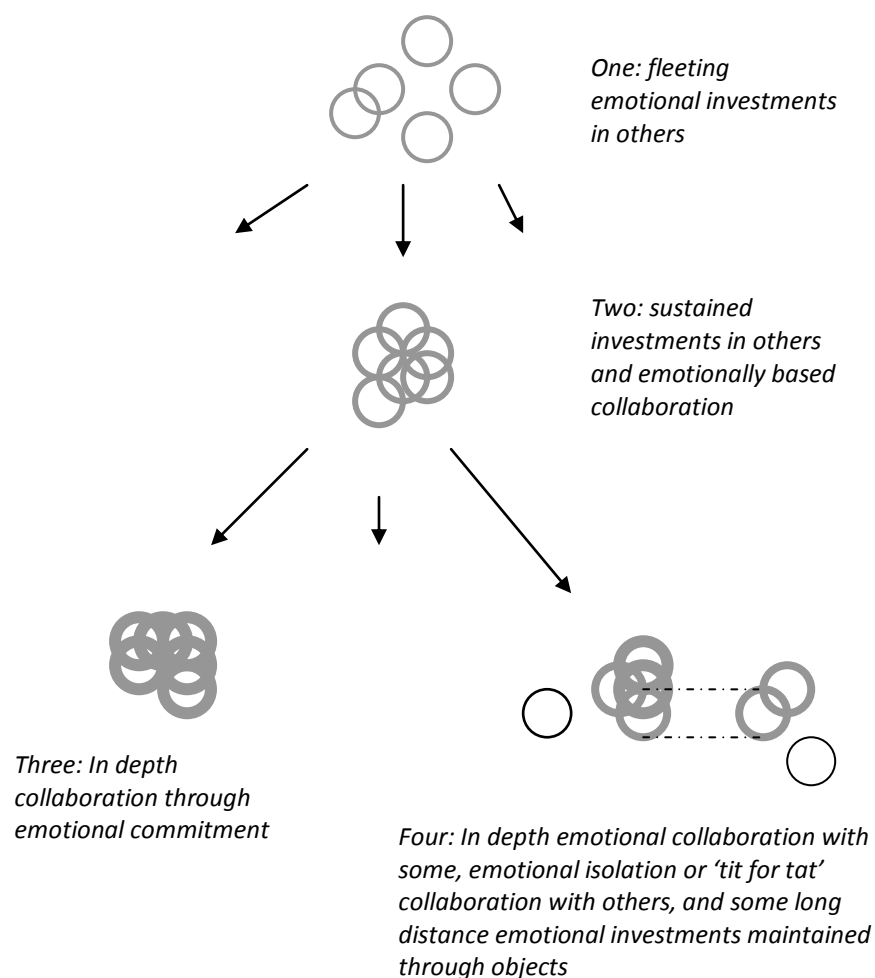 One: fleeting
emotional investments
in others
Two: sustained
investments in others
and emotionally based
collaboration
Three: In depth
collaboration through
emotional commitment
Four: In depth emotional collaboration with
some, emotional isolation or ‘tit for tat’
collaboration with others, and some long
distance emotional investments maintained
through objects